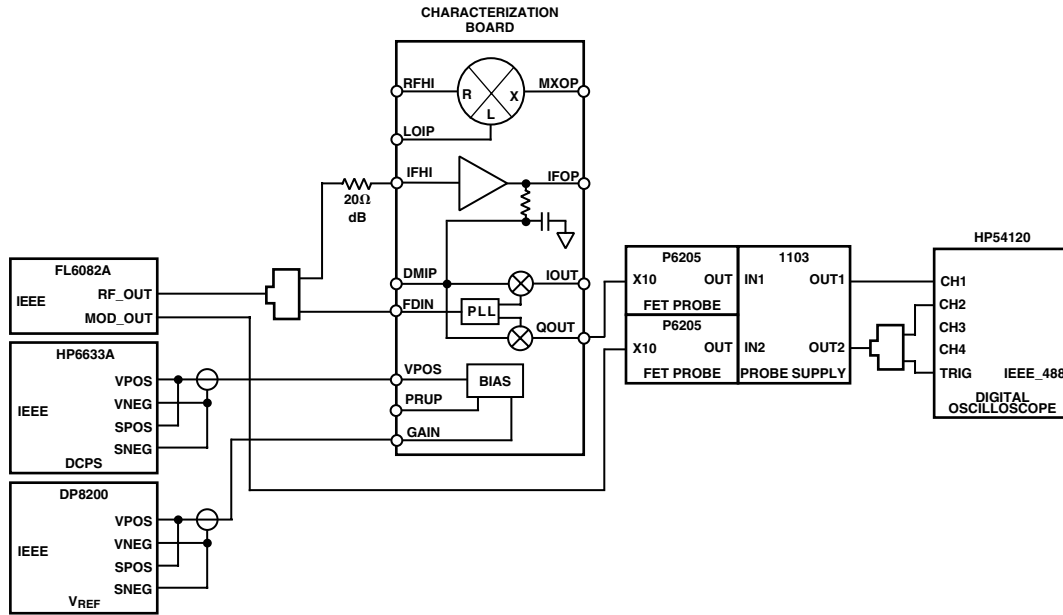 CHARACTERIZATION
BOARD
RFHI
R
X
L
MXOP
LOIP
IFHI
IFOP
20Ω
dB
DMIP
IOUT
FDIN
PLL
QOUT
VPOS
BIAS
PRUP
GAIN
FL6082A
IEEE
RF_OUT
MOD_OUT
HP6633A
VPOS
IEEE
VNEG
SPOS
SNEG
DCPS
DP8200
VPOS
IEEE
VNEG
SPOS
SNEG
VREF
P6205
X10
OUT
FET PROBE
P6205
X10
OUT
FET PROBE
1103
IN1
OUT1
IN2
OUT2
PROBE SUPPLY
HP54120
CH1
CH2
CH3
CH4
TRIG
IEEE_488
DIGITAL
OSCILLOSCOPE